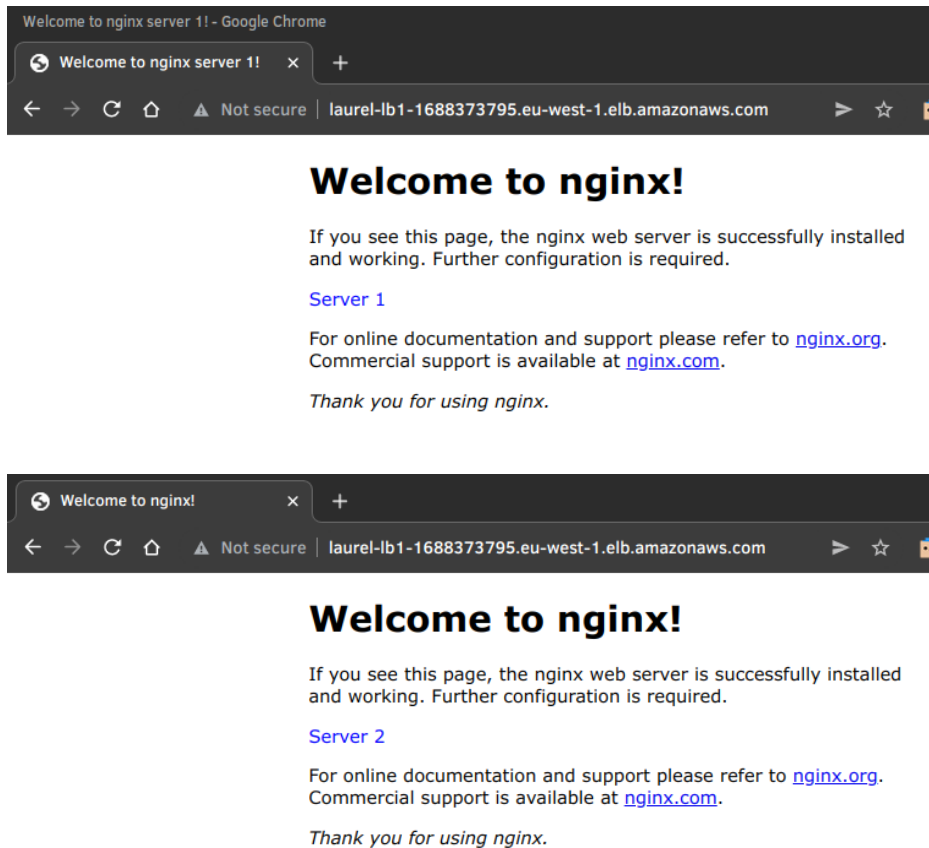 Welcome to nginx server 1! - Google Chrome
Welcome to nginx server 1!
Not secure | laurel-lb1-1688373795.eu-west-1.elb.amazonaws.com
Welcome to nginx!
If you see this page, the nginx web server is successfully installed
and working. Further configuration is required.
Server 1
For online documentation and support please refer to nginx.org.
Commercial support is available at nginx.com.
Thank you for using nginx.
Welcome to nginx!
Not secure | laurel-lb1-1688373795.eu-west-1.elb.amazonaws.com
Welcome to nginx!
If you see this page, the nginx web server is successfully installed
and working. Further configuration is required.
Server 2
For online documentation and support please refer to nginx.org.
Commercial support is available at nginx.com.
Thank you for using nginx.